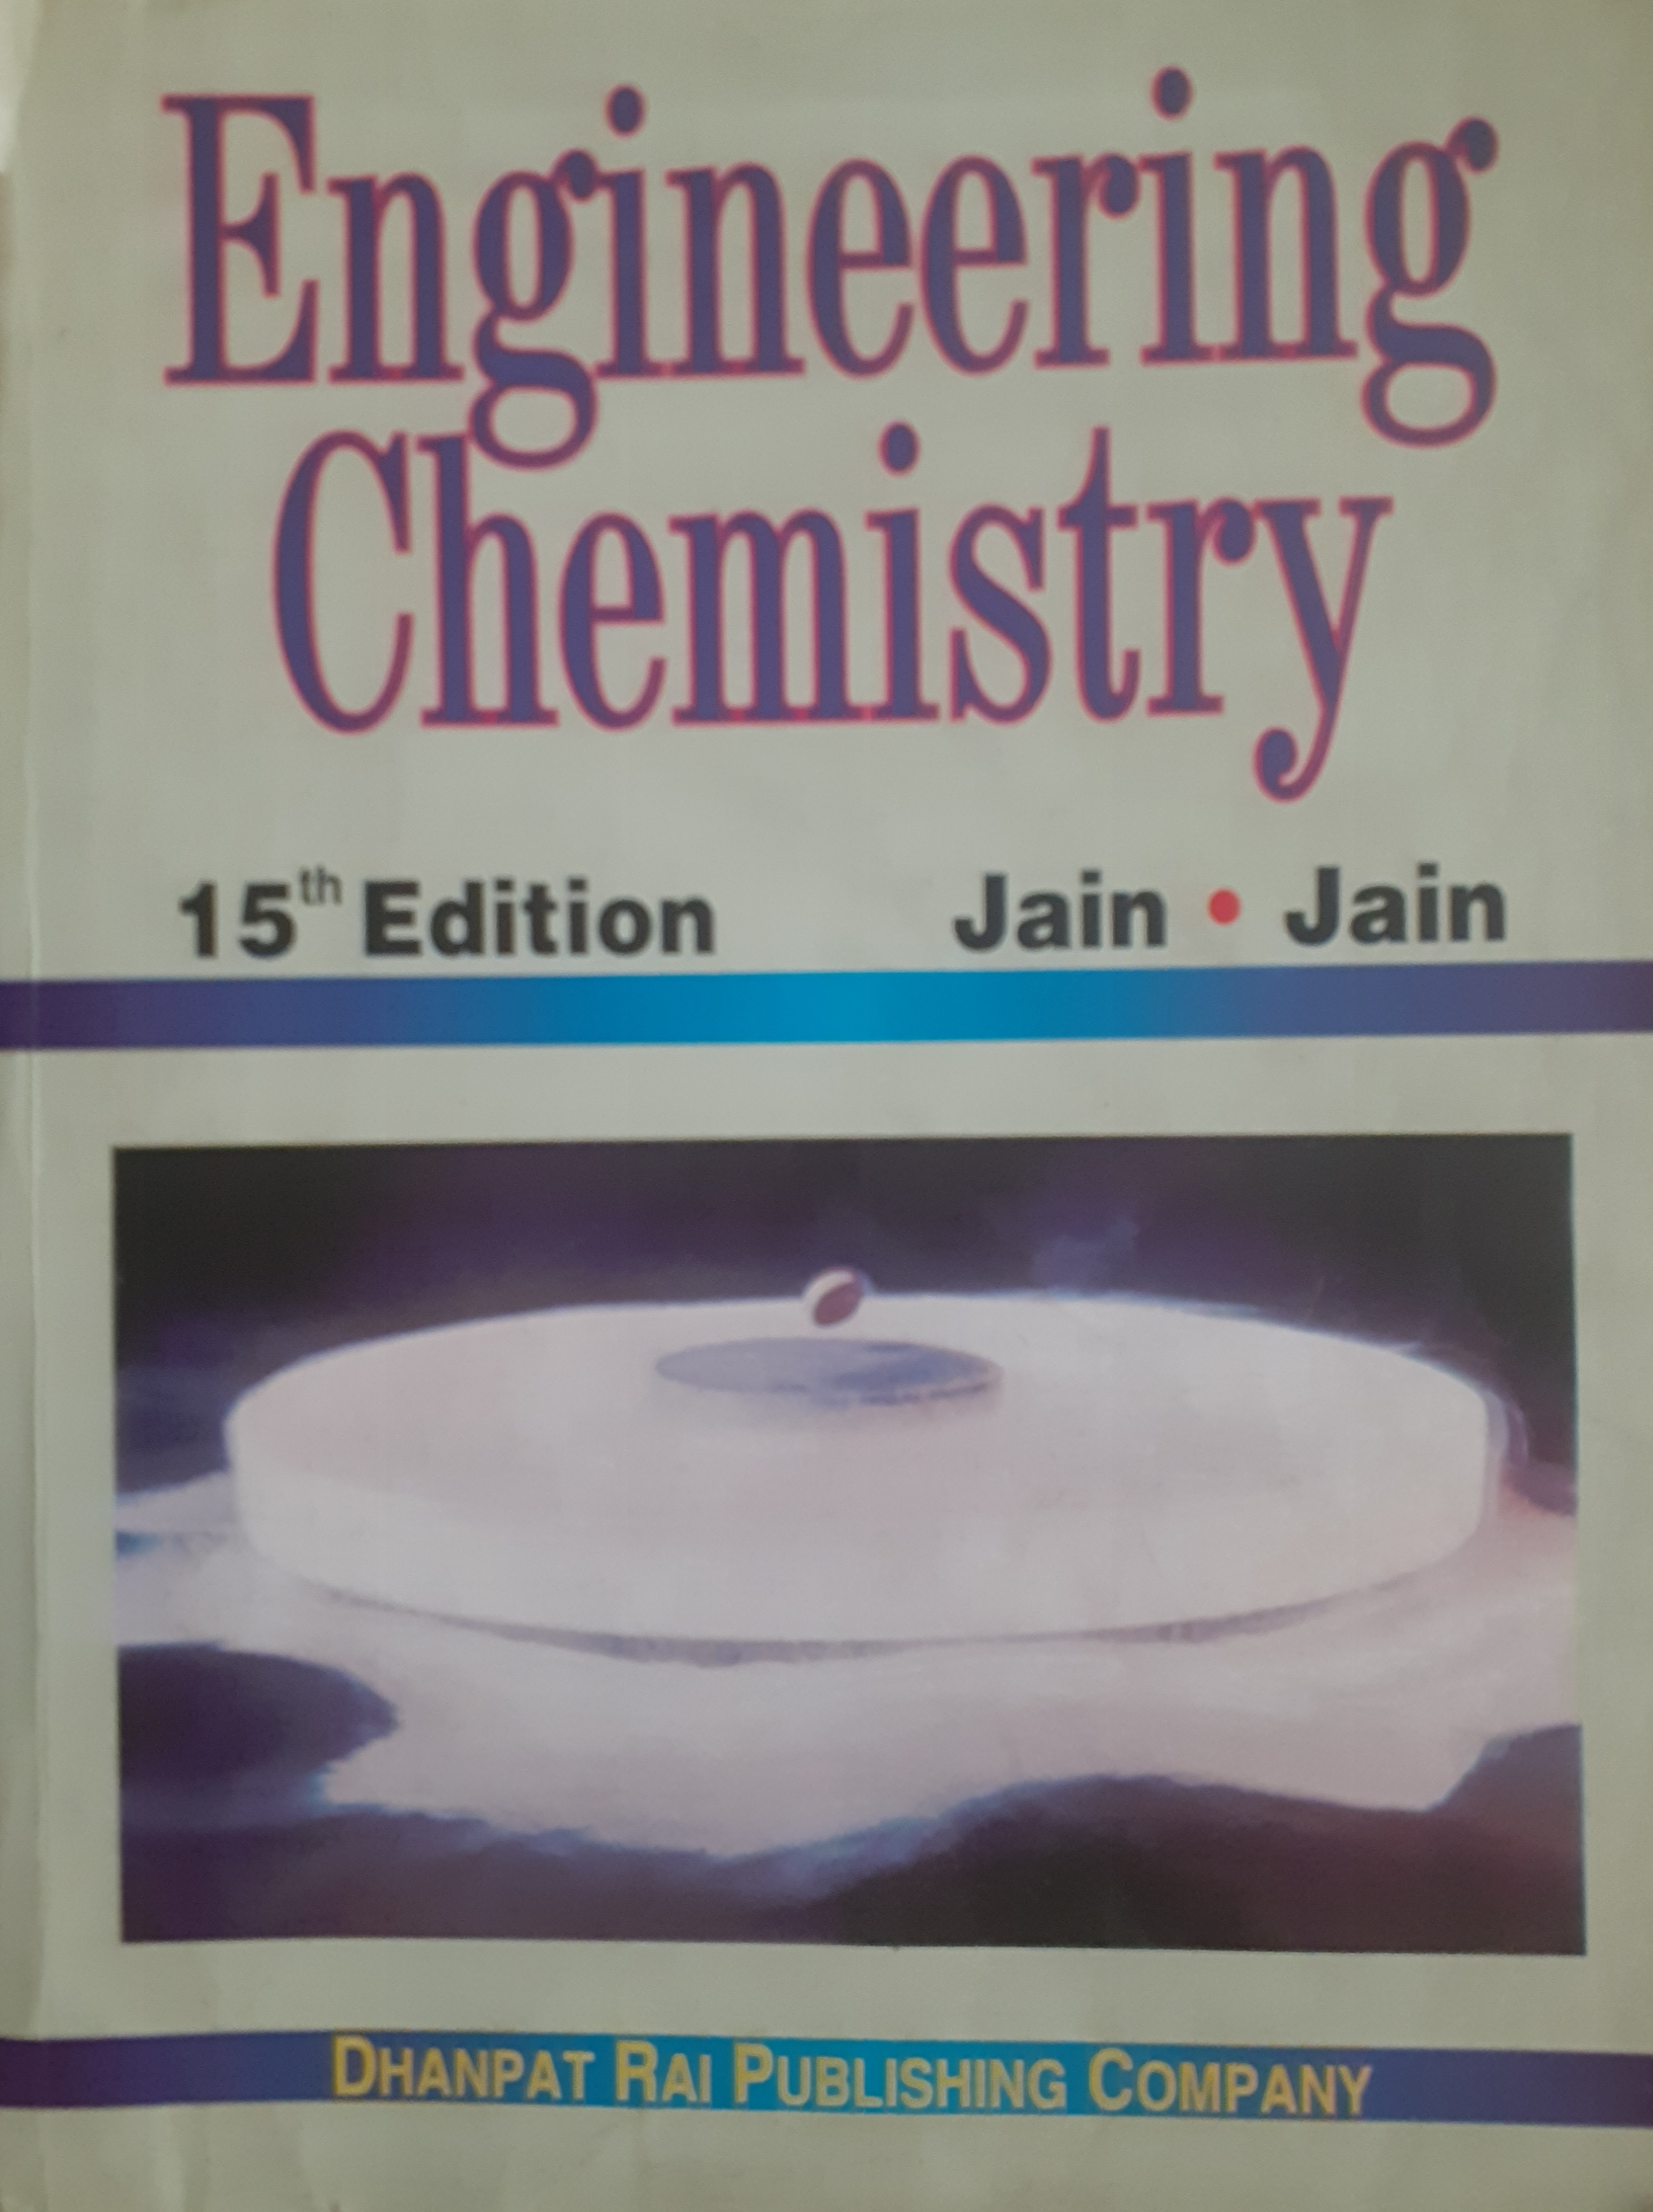 Engineering
Chemistry
15th Edition Jain • Jain
DHANPAT RAI PUBLISHING COMPANY